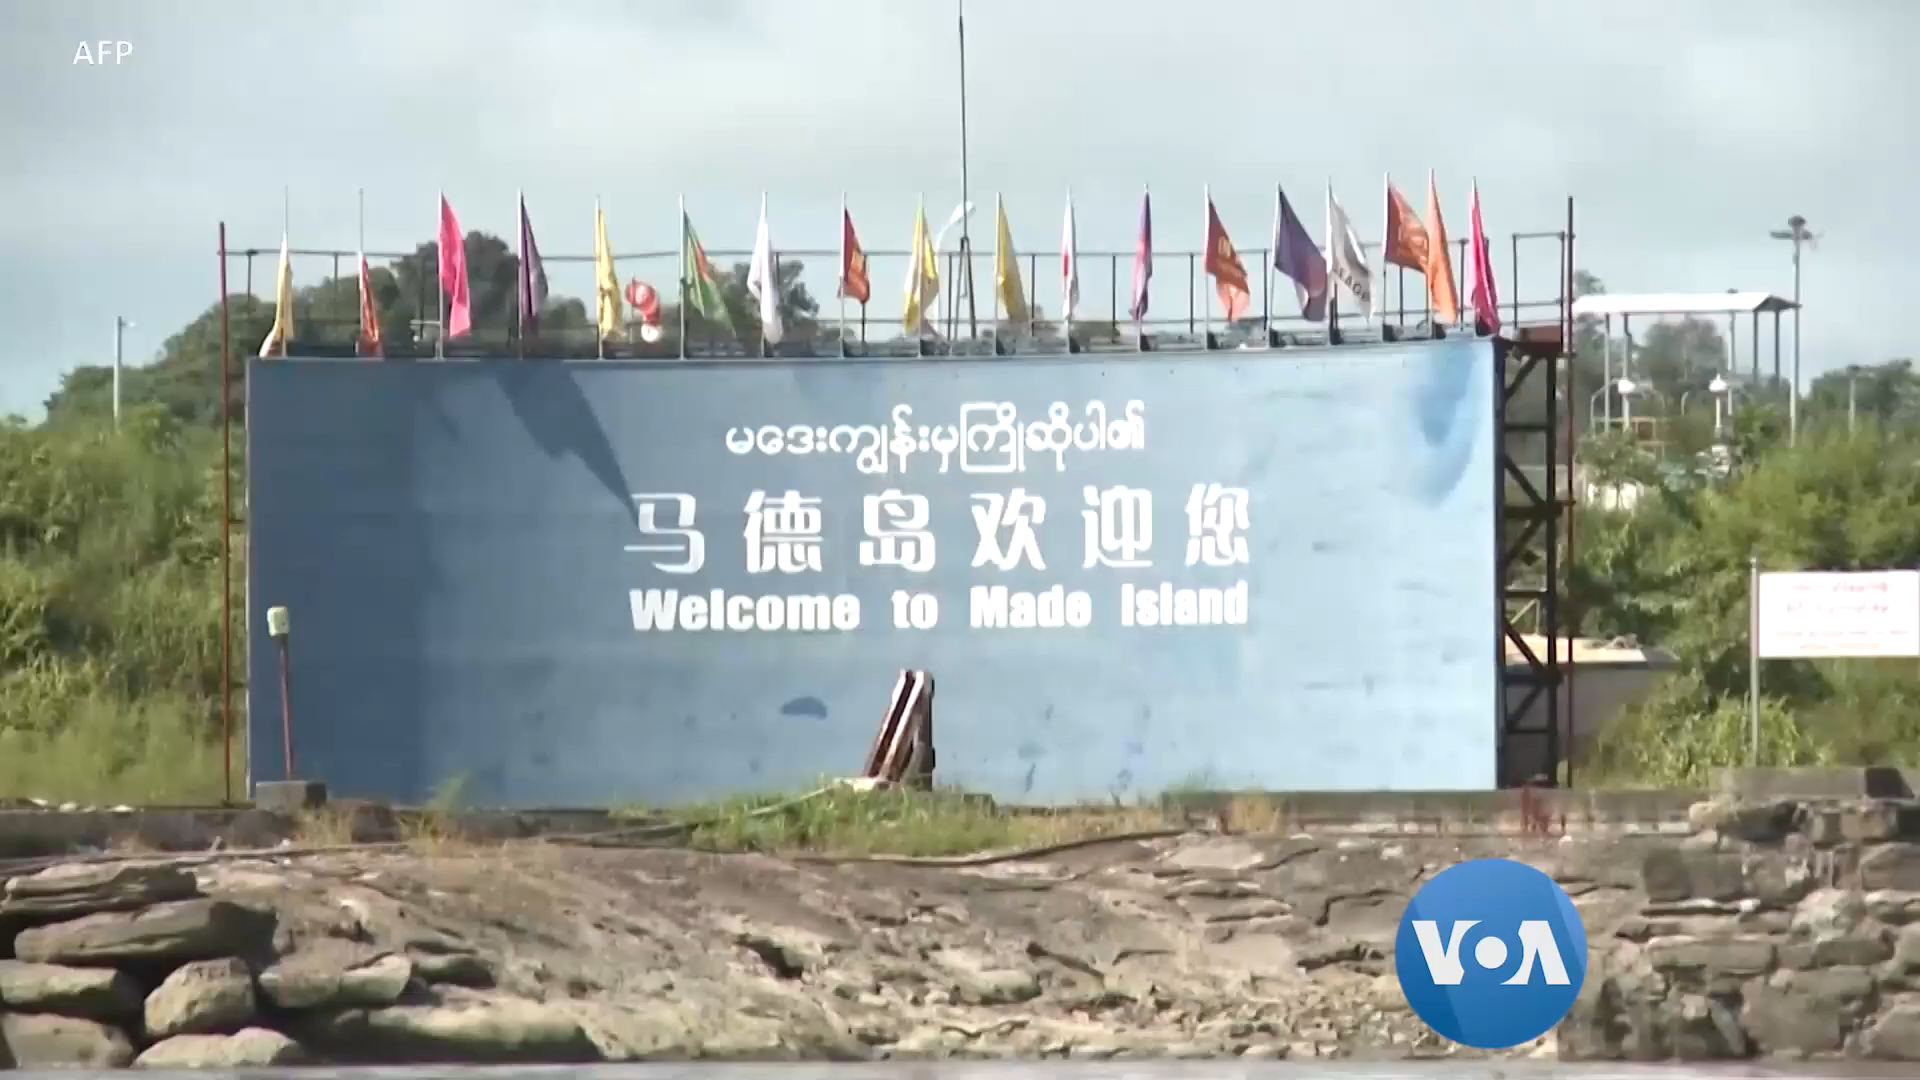 AFP
မဒေးကျွန်းမှကြိုဆိုပါ၏
马德岛欢迎您
Welcome to Made Island
VOA